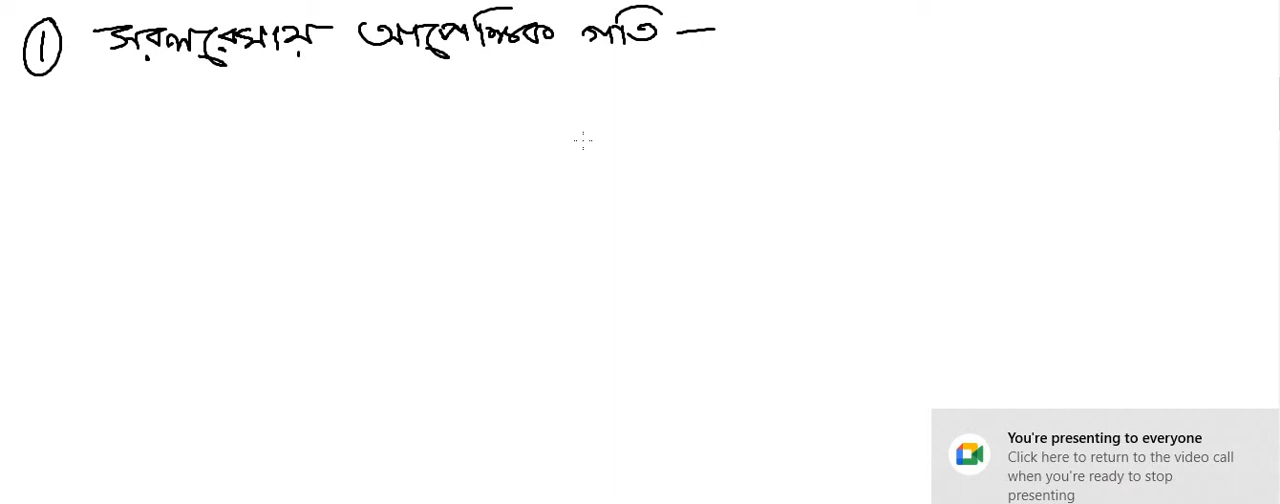 ① সরলরেখায় আপেক্ষিক গতি —
You're presenting to everyone
Click here to return to the video call
when you're ready to stop
presenting